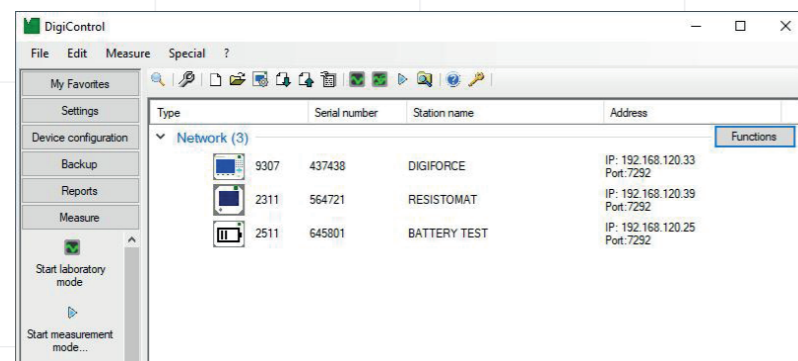 DigiControl
File Edit Measure Special ?
My Favorites
Settings
Device configuration
Backup
Reports
Measure
Start laboratory
mode
Start measurement
mode...
Type Serial number Station name Address
Network (3) Functions
9307 437438 DIGIFORCE IP: 192.168.120.33
Port:7292
2311 564721 RESISTOMAT IP: 192.168.120.39
Port:7292
2511 645801 BATTERY TEST IP: 192.168.120.25
Port:7292